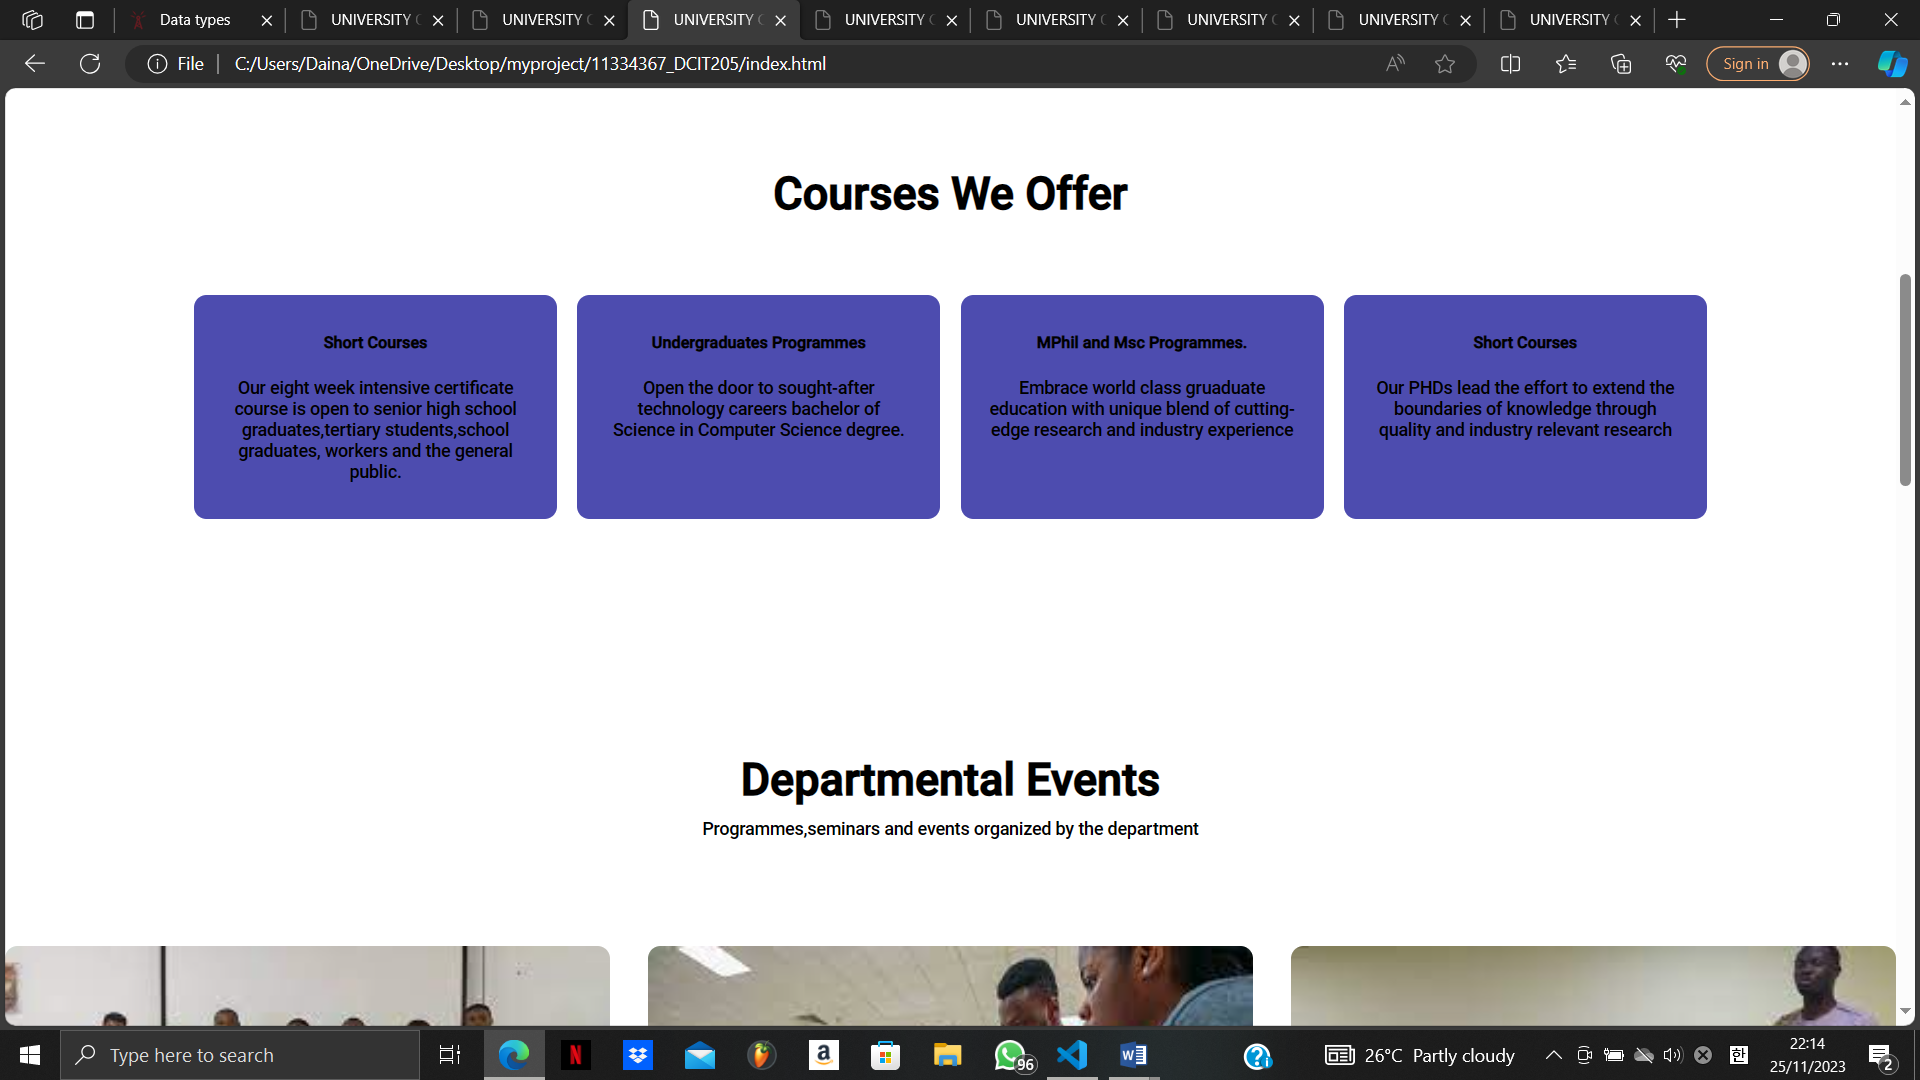 Data types
UNIVERSITY
UNIVERSITY
UNIVERSITY
UNIVERSITY
UNIVERSITY
UNIVERSITY
UNIVERSITY
UNIVERSITY
File
C:/Users/Daina/OneDrive/Desktop/myproject/11334367_DCIT205/index.html
Sign in
Courses We Offer
Short Courses
Our eight week intensive certificate
course is open to senior high school
graduates,tertiary students,school
graduates, workers and the general
public.
Undergraduates Programmes
Open the door to sought-after
technology careers bachelor of
Science in Computer Science degree.
MPhil and Msc Programmes.
Embrace world class gruaduate
education with unique blend of cutting-
edge research and industry experience
Short Courses
Our PHDs lead the effort to extend the
boundaries of knowledge through
quality and industry relevant research
Departmental Events
Programmes,seminars and events organized by the department
Type here to search
96
26°C Partly cloudy
한
22:14
25/11/2023
2